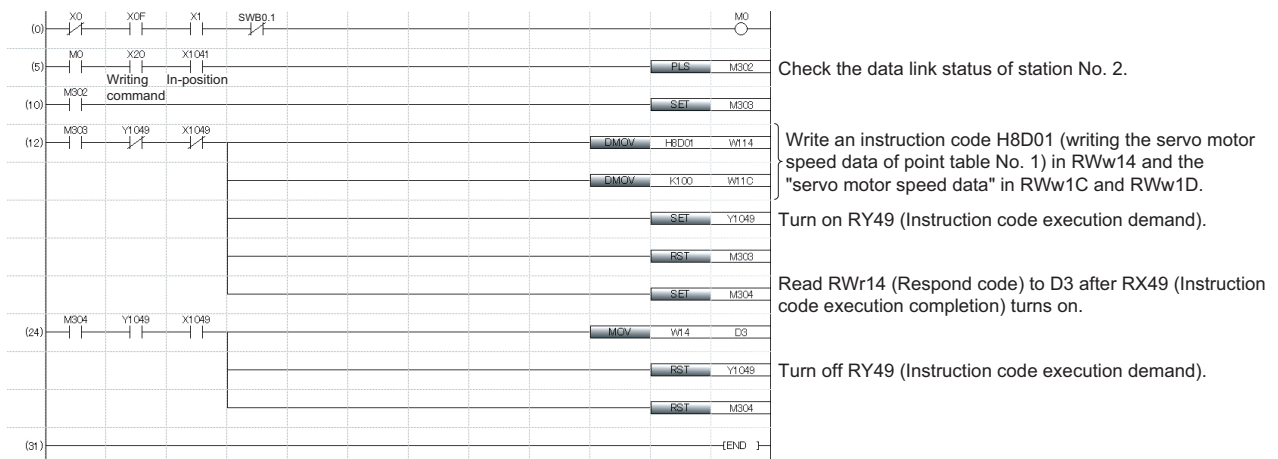 X0 X0F X1 SWB0.1 M0
(0)
M0 X20 X1041
(5) PLS M302 Check the data link status of station No. 2.
Writing In-position
command
M302
(10) SET M303
M303 Y1049 X1049
(12) DMOV H8D01 W114
Write an instruction code H8D01 (writing the servo motor
speed data of point table No. 1) in RWw14 and the
"servo motor speed data" in RWw1C and RWw1D.
DMOV K100 W11C
SET Y1049 Turn on RY49 (Instruction code execution demand).
RST M303
SET M304
Read RWr14 (Respond code) to D3 after RX49 (Instruction
code execution completion) turns on.
M304 Y1049 X1049
(24) MOV W14 D3
RST Y1049 Turn off RY49 (Instruction code execution demand).
RST M304
(31) [END ]